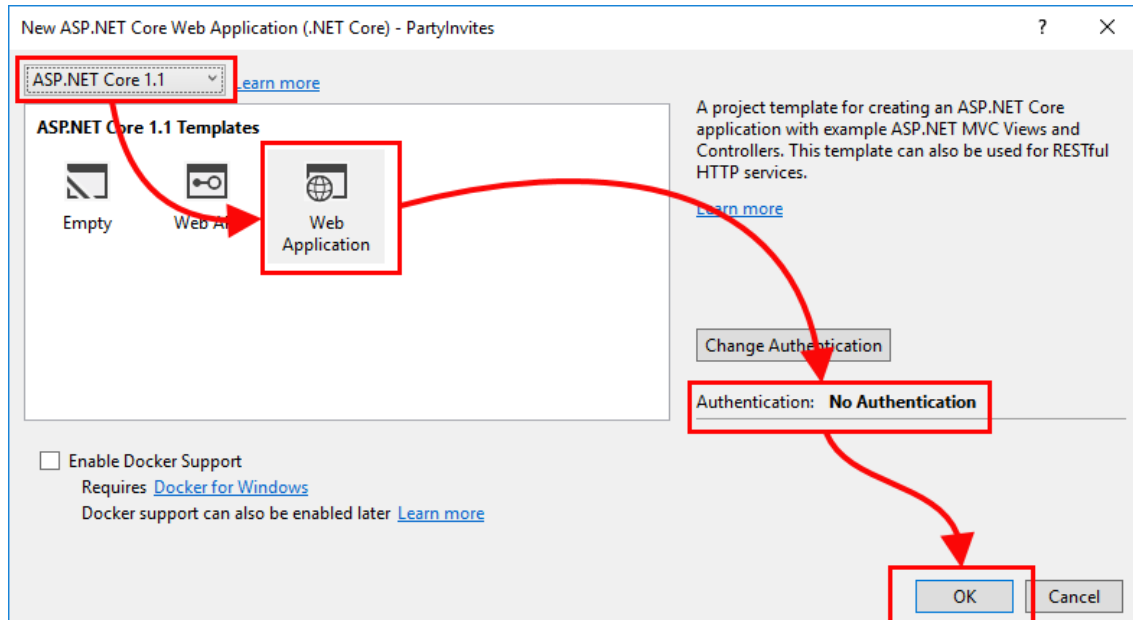 New ASP.NET Core Web Application (.NET Core) - PartyInvites
ASP.NET Core 1.1
Learn more
ASP.NET Core 1.1 Templates
Empty
Web API
Web
Application
A project template for creating an ASP.NET Core
application with example ASP.NET MVC Views and
Controllers. This template can also be used for RESTful
HTTP services.
Learn more
Change Authentication
Authentication: No Authentication
Enable Docker Support
Requires Docker for Windows
Docker support can also be enabled later Learn more
OK
Cancel